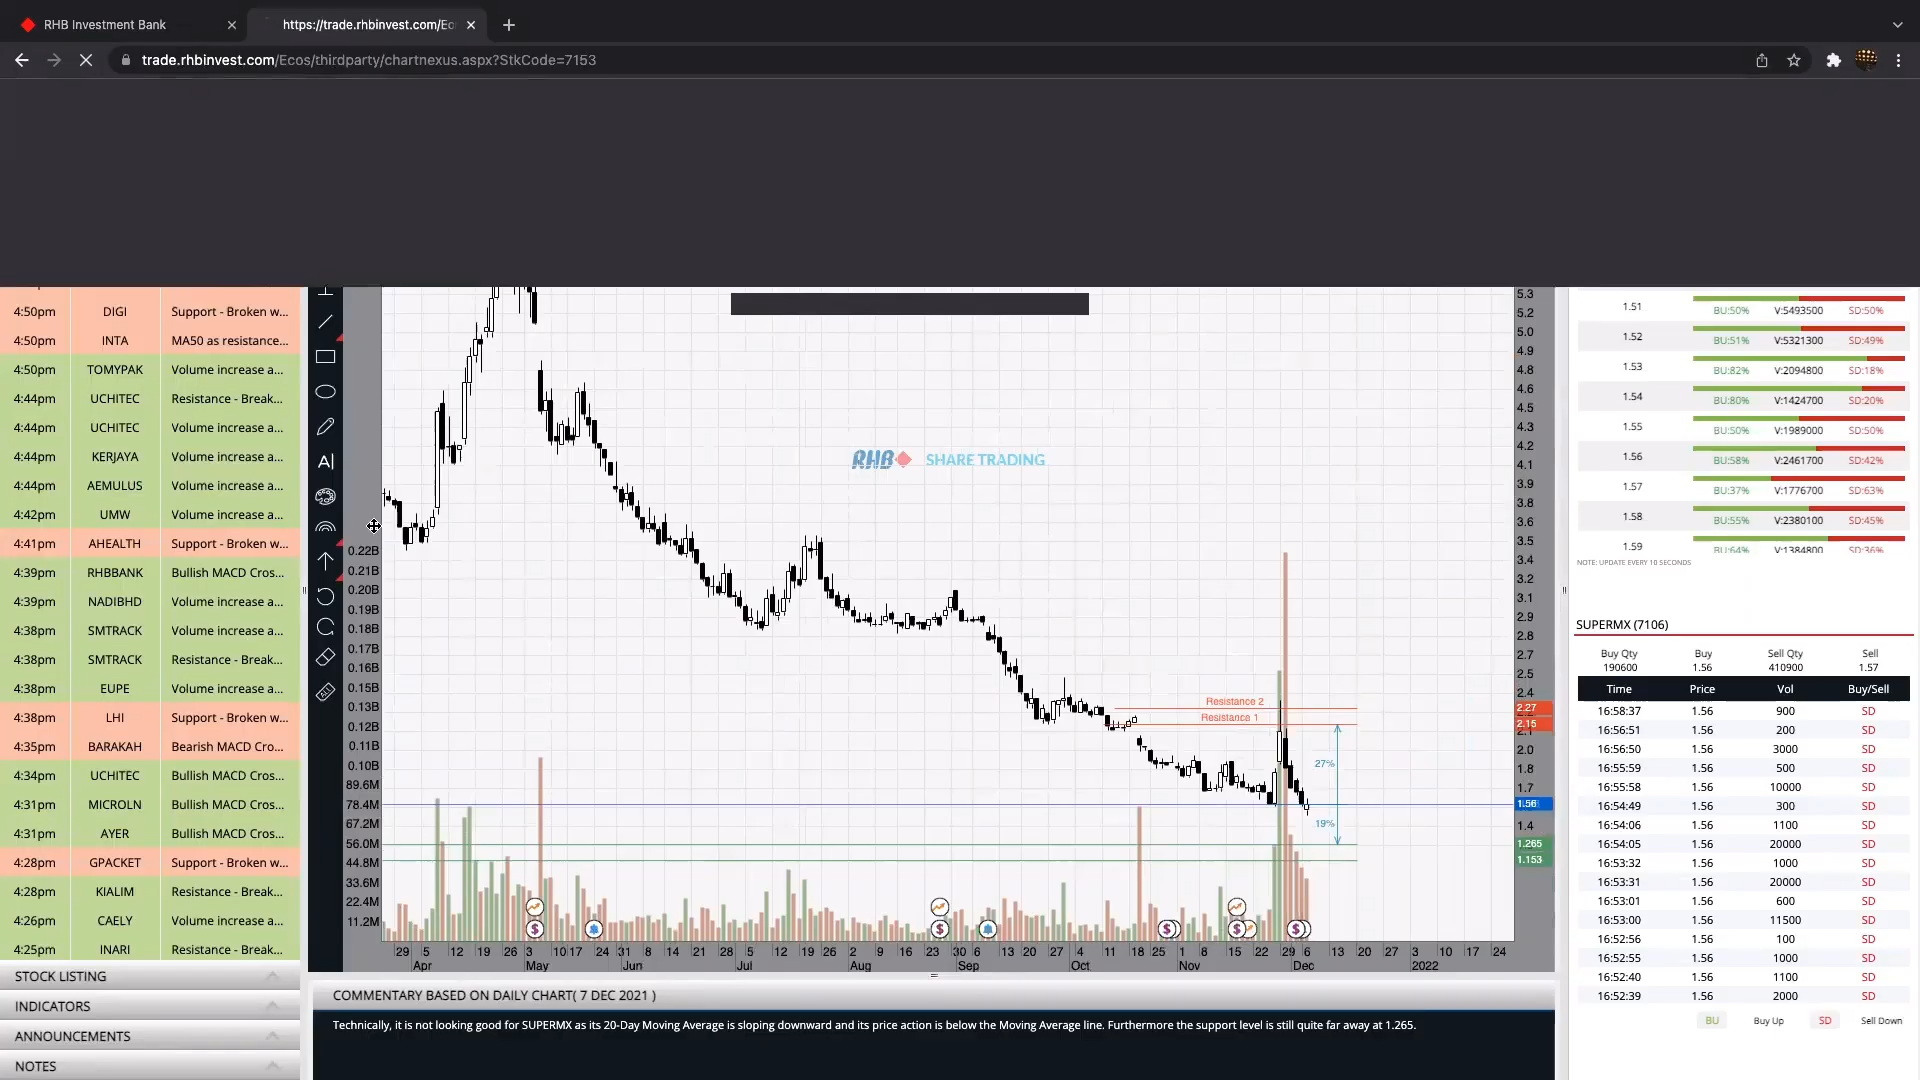 RHB Investment Bank
https://trade.rhbinvest.com/Eco
trade.rhbinvest.com/Ecos/thirdparty/chartnexus.aspx?StkCode=7153
4:50pm DIGI Support - Broken w...
4:50pm INTA MA50 as resistance...
4:50pm TOMYPAK Volume increase a...
4:44pm UCHITEC Resistance - Break...
4:44pm UCHITEC Volume increase a...
4:44pm KERJAYA Volume increase a...
4:44pm AEMULUS Volume increase a...
4:42pm UMW Volume increase a...
4:41pm AHEALTH Support - Broken w...
4:39pm RHBBANK Bullish MACD Cros...
4:39pm NADIBHD Volume increase a...
4:38pm SMTRACK Volume increase a...
4:38pm SMTRACK Resistance - Break...
4:38pm EUPE Volume increase a...
4:38pm LHI Support - Broken w...
4:35pm BARAKAH Bearish MACD Cro...
4:34pm UCHITEC Bullish MACD Cros...
4:31pm MICROLN Bullish MACD Cros...
4:31pm AYER Bullish MACD Cros...
4:28pm GPACKET Support - Broken w...
4:28pm KIALIM Resistance - Break...
4:26pm CAELY Volume increase a...
4:25pm INARI Resistance - Break...
STOCK LISTING
INDICATORS
ANNOUNCEMENTS
NOTES
A|
ALL
0.22B
0.21B
0.20B
0.19B
0.18B
0.17B
0.16B
0.15B
0.13B
0.12B
0.11B
0.10B
89.6M
78.4M
67.2M
56.0M
44.8M
33.6M
22.4M
11.2M
RHB SHARE TRADING
Resistance 2
Resistance 1
27%
19%
5.3
5.2
5.0
4.9
4.8
4.6
4.5
4.3
4.2
4.1
3.9
3.8
3.6
3.5
3.4
3.2
3.1
2.9
2.8
2.7
2.5
2.4
2.27
2.15
2.1
2.0
1.8
1.7
1.56
1.4
1.265
1.153
29 5 12 19 26 3 10 17 24 31 8 14 21 28 5 12 19 26 2 9 16 23 30 6 13 20 27 4 11 18 25 1 8 15 22 29 6 13 20 27 3 10 17 24
Apr May Jun Jul Aug Sep Oct Nov Dec 2022
COMMENTARY BASED ON DAILY CHART( 7 DEC 2021 )
Technically, it is not looking good for SUPERMX as its 20-Day Moving Average is sloping downward and its price action is below the Moving Average line. Furthermore the support level is still quite far away at 1.265.
1.51 BU:50% V:5493500 SD:50%
1.52 BU:51% V:5321300 SD:49%
1.53 BU:82% V:2094800 SD:18%
1.54 BU:80% V:1424700 SD:20%
1.55 BU:50% V:1989000 SD:50%
1.56 BU:58% V:2461700 SD:42%
1.57 BU:37% V:1776700 SD:63%
1.58 BU:55% V:2380100 SD:45%
1.59 BU:64% V:1384800 SD:36%
NOTE: UPDATE EVERY 10 SECONDS
SUPERMX (7106)
Buy Qty Buy Sell Qty Sell
190600 1.56 410900 1.57
Time Price Vol Buy/Sell
16:58:37 1.56 900 SD
16:56:51 1.56 200 SD
16:56:50 1.56 3000 SD
16:55:59 1.56 500 SD
16:55:58 1.56 10000 SD
16:54:49 1.56 300 SD
16:54:06 1.56 1100 SD
16:54:05 1.56 20000 SD
16:53:32 1.56 1000 SD
16:53:31 1.56 20000 SD
16:53:01 1.56 600 SD
16:53:00 1.56 11500 SD
16:52:56 1.56 100 SD
16:52:55 1.56 1000 SD
16:52:40 1.56 1100 SD
16:52:39 1.56 2000 SD
BU Buy Up SD Sell Down